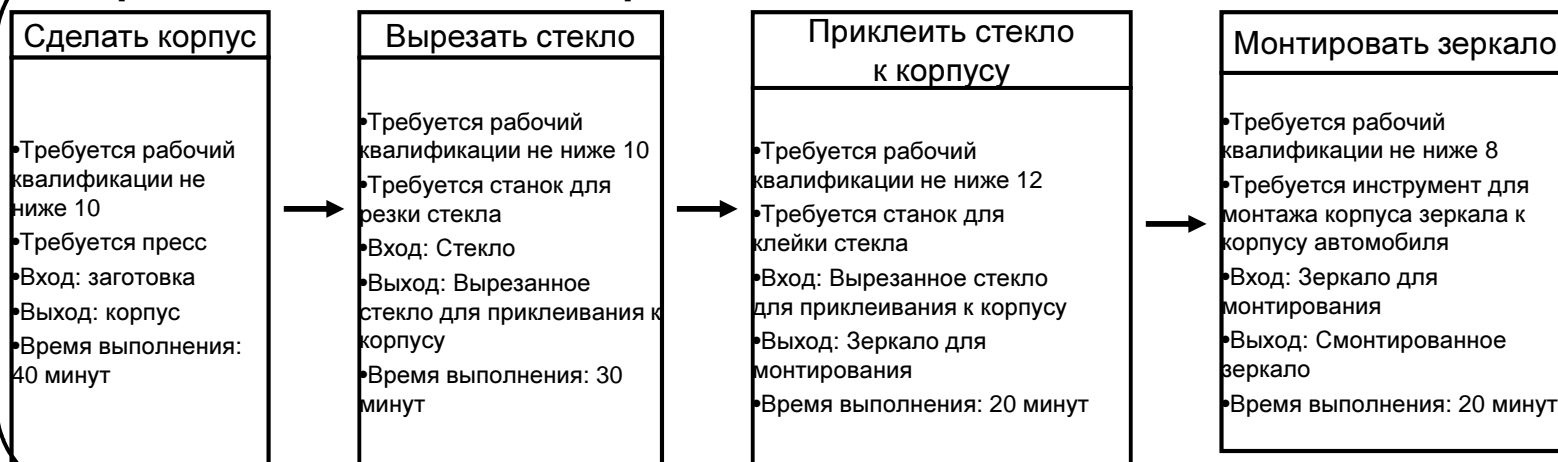 Сделать корпус
•Требуется рабочий
квалификации не
ниже 10
•Требуется пресс
•Вход: заготовка
•Выход: корпус
•Время выполнения:
40 минут
Вырезать стекло
•Требуется рабочий
квалификации не ниже 10
•Требуется станок для
резки стекла
•Вход: Стекло
•Выход: Вырезанное
стекло для приклеивания к
корпусу
•Время выполнения: 30
минут
Приклеить стекло
к корпусу
•Требуется рабочий
квалификации не ниже 12
•Требуется станок для
клейки стекла
•Вход: Вырезанное стекло
для приклеивания к корпусу
•Выход: Зеркало для
монтирования
•Время выполнения: 20 минут
Монтировать зеркало
•Требуется рабочий
квалификации не ниже 8
•Требуется инструмент для
монтажа корпуса зеркала к
корпусу автомобиля
•Вход: Зеркало для
монтирования
•Выход: Смонтированное
зеркало
•Время выполнения: 20 минут